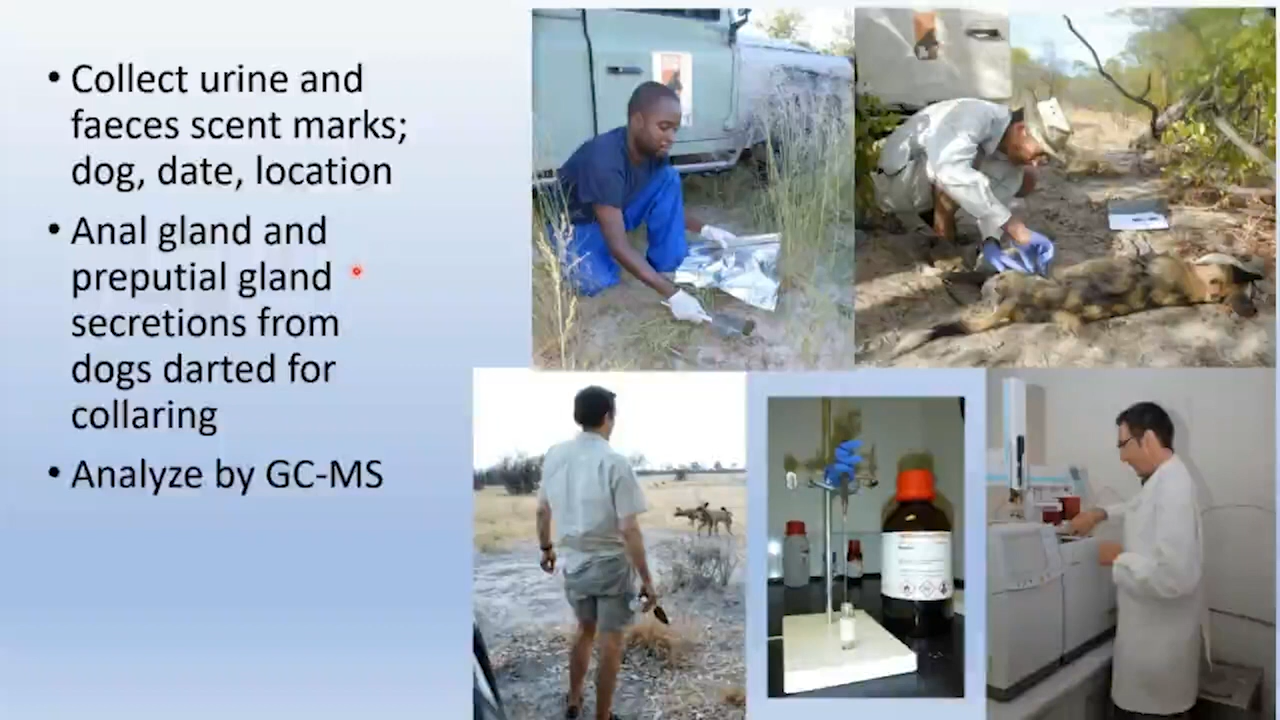 • Collect urine and
faeces scent marks;
dog, date, location
• Anal gland and
preputial gland
secretions from
dogs darted for
collaring
• Analyze by GC-MS